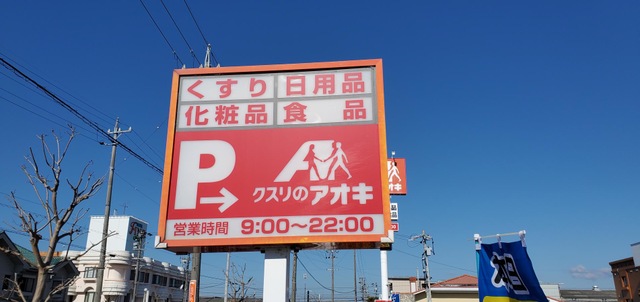 くすり 日用品
化粧品 食品
P→
クスリのアオキ
営業時間 9:00～22:00